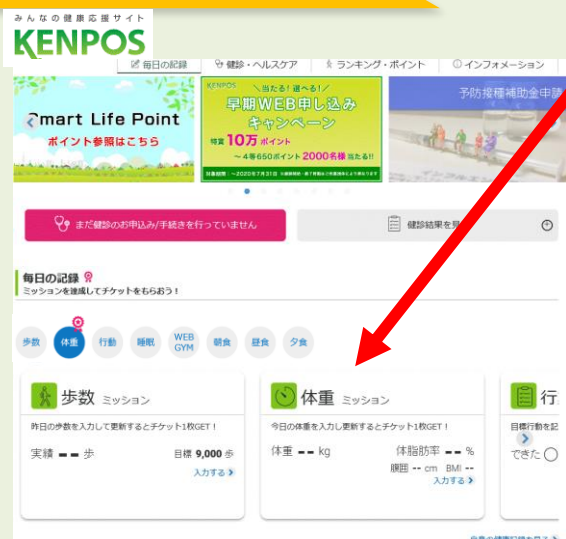 みんなの健康応援サイト
KENPOS
毎日の記録
健診・ヘルスケア
ランキング・ポイント
インフォメーション
Smart Life Point
ポイント参照はこちら
KENPOS
＼当たる！選べる！／
早期WEB申し込み
キャンペーン
特賞 10万 ポイント
～4等650ポイント 2000名様 当たる!!
予防接種補助金申請
まだ健診のお申込み/手続きを行っていません
健診結果を見
毎日の記録
ミッションを達成してチケットをもらおう！
歩数
体重
行動
睡眠
WEB
GYM
朝食
昼食
夕食
歩数 ミッション
昨日の歩数を入力して更新するとチケット1枚GET！
実績 -- 歩
目標 9,000 歩
入力する
体重 ミッション
今日の体重を入力し更新するとチケット1枚GET！
体重 -- kg
体脂肪率 -- %
腹囲 -- cm BMI --
入力する
行
目標行動を記
できた